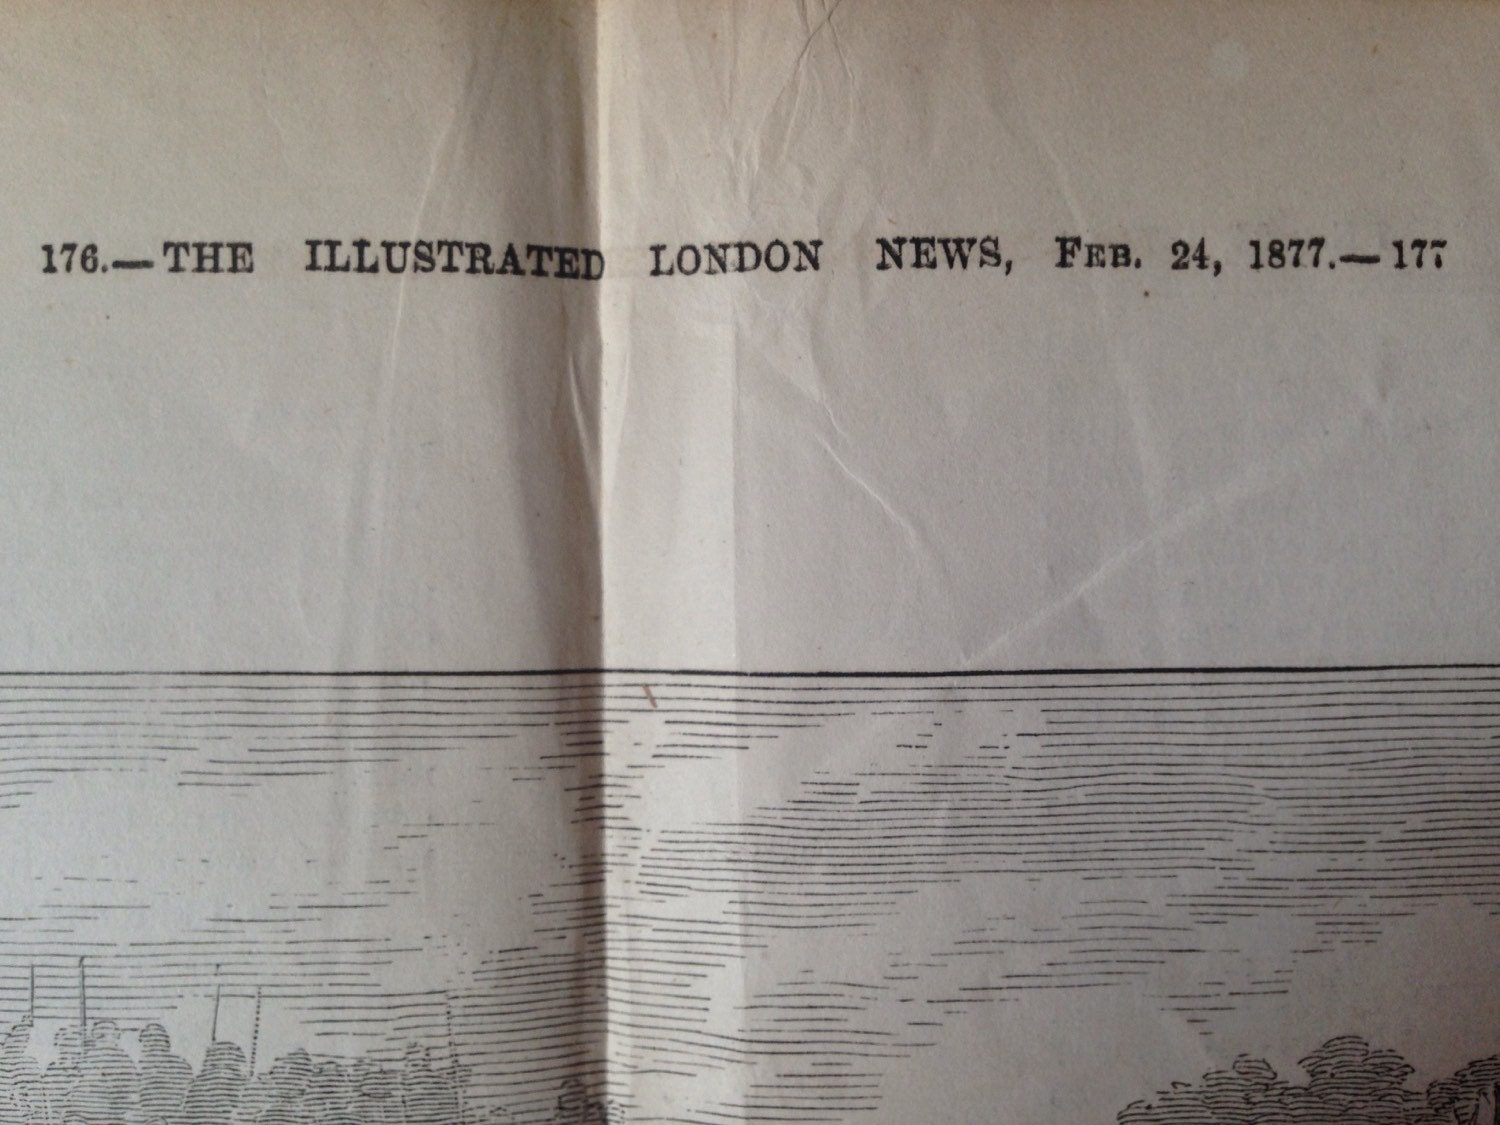 176.—THE ILLUSTRATED LONDON NEWS, FEB. 24, 1877.—177